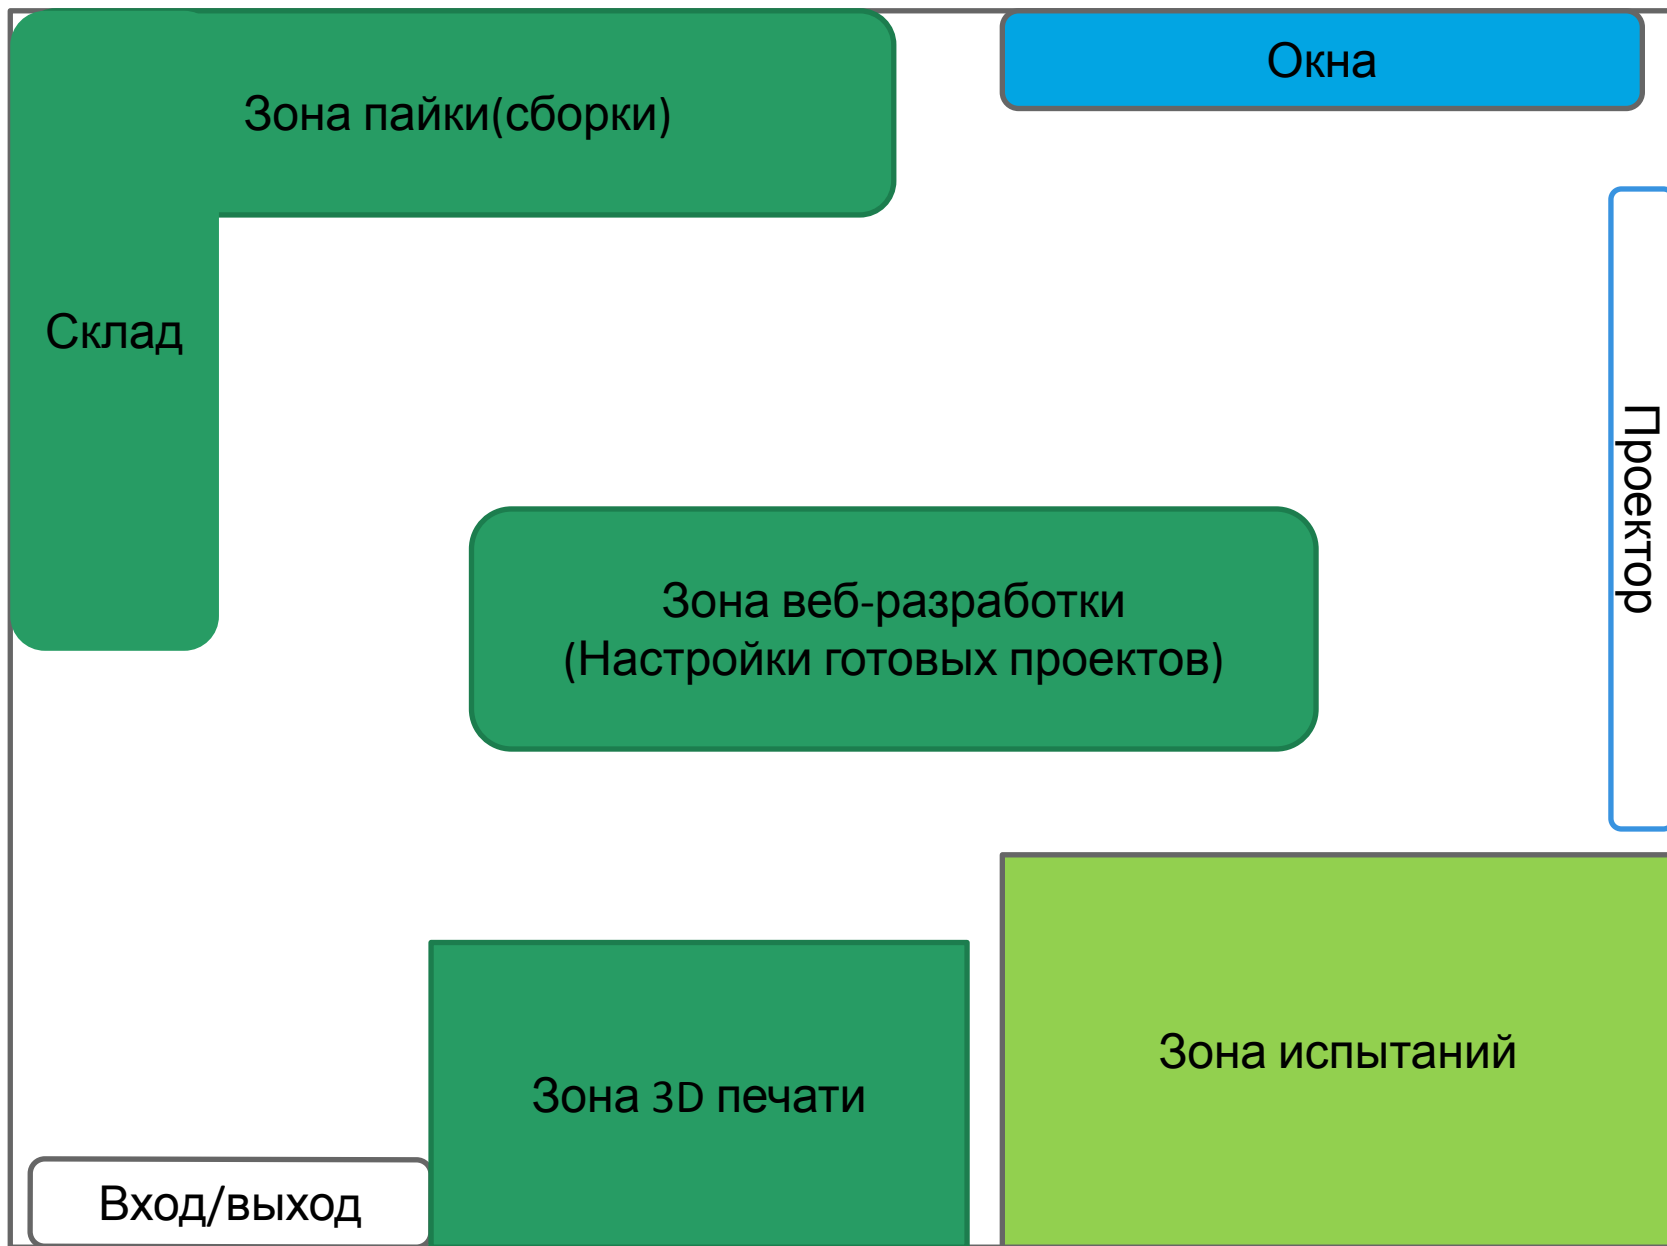 Зона пайки(сборки)
Окна
Склад
Проектор
Зона веб-разработки
(Настройки готовых проектов)
Зона испытаний
Зона 3D печати
Вход/выход